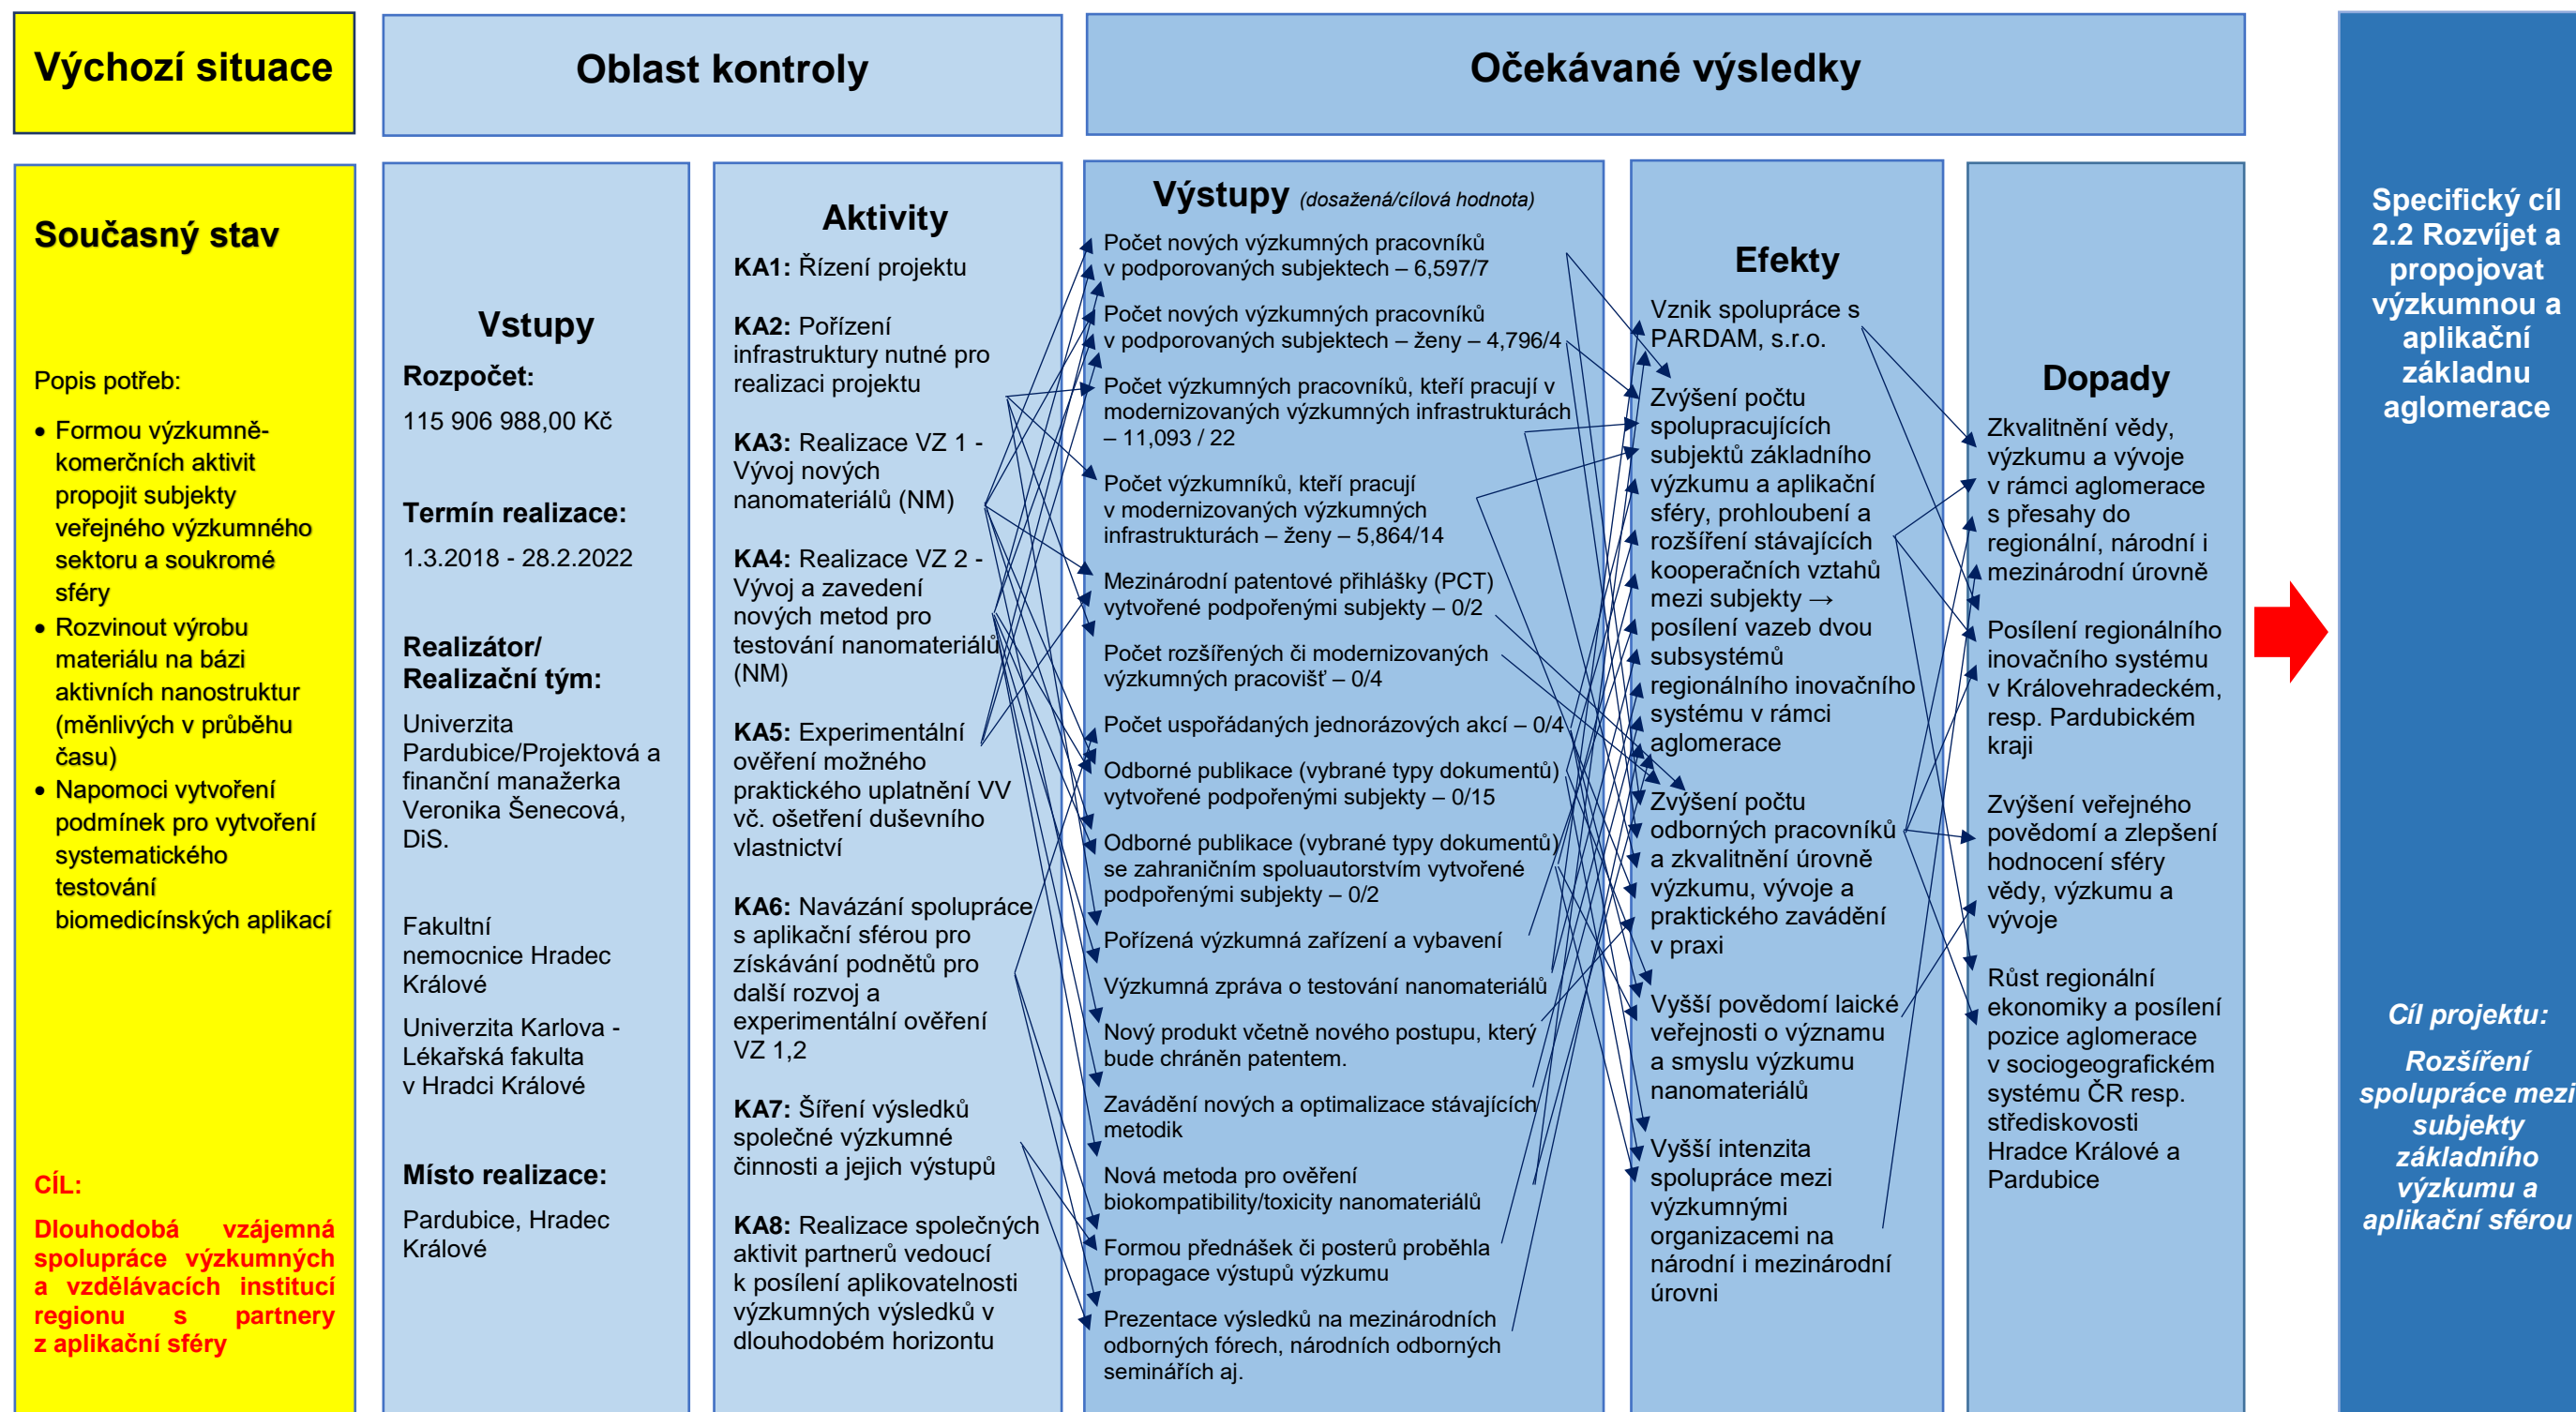 Výchozí situace
Oblast kontroly
Očekávané výsledky
Současný stav
Popis potřeb:
• Formou výzkumně-
komerčních aktivit
propojit subjekty
veřejného výzkumného
sektoru a soukromé
sféry
• Rozvinout výrobu
materiálu na bázi
aktivních nanostruktur
(měnlivých v průběhu
času)
• Napomoci vytvoření
podmínek pro vytvoření
systematického
testování
biomedicínských aplikací
CÍL:
Dlouhodobá vzájemná
spolupráce výzkumných
a vzdělávacích institucí
regionu s partnery
z aplikační sféry
Vstupy
Rozpočet:
115 906 988,00 Kč
Termín realizace:
1.3.2018 - 28.2.2022
Realizátor/
Realizační tým:
Univerzita
Pardubice/Projektová a
finanční manažerka
Veronika Šenecová,
DiS.
Fakultní
nemocnice Hradec
Králové
Univerzita Karlova -
Lékařská fakulta
v Hradci Králové
Místo realizace:
Pardubice, Hradec
Králové
Aktivity
KA1: Řízení projektu
KA2: Pořízení
infrastruktury nutné pro
realizaci projektu
KA3: Realizace VZ 1 -
Vývoj nových
nanomateriálů (NM)
KA4: Realizace VZ 2 -
Vývoj a zavedení
nových metod pro
testování nanomateriálů
(NM)
KA5: Experimentální
ověření možného
praktického uplatnění VV
vč. ošetření duševního
vlastnictví
KA6: Navázání spolupráce
s aplikační sférou pro
získávání podnětů pro
další rozvoj a
experimentální ověření
VZ 1,2
KA7: Šíření výsledků
společné výzkumné
činnosti a jejich výstupů
KA8: Realizace společných
aktivit partnerů vedoucí
k posílení aplikovatelnosti
výzkumných výsledků v
dlouhodobém horizontu
Výstupy (dosažená/cílová hodnota)
Počet nových výzkumných pracovníků
v podporovaných subjektech – 6,597/7
Počet nových výzkumných pracovníků
v podporovaných subjektech – ženy – 4,796/4
Počet výzkumných pracovníků, kteří pracují v
modernizovaných výzkumných infrastrukturách
– 11,093 / 22
Počet výzkumníků, kteří pracují
v modernizovaných výzkumných
infrastrukturách – ženy – 5,864/14
Mezinárodní patentové přihlášky (PCT)
vytvořené podpořenými subjekty – 0/2
Počet rozšířených či modernizovaných
výzkumných pracovišť – 0/4
Počet uspořádaných jednorázových akcí – 0/4
Odborné publikace (vybrané typy dokumentů)
vytvořené podpořenými subjekty – 0/15
Odborné publikace (vybrané typy dokumentů)
se zahraničním spoluautorstvím vytvořené
podpořenými subjekty – 0/2
Pořízená výzkumná zařízení a vybavení
Výzkumná zpráva o testování nanomateriálů
Nový produkt včetně nového postupu, který
bude chráněn patentem.
Zavádění nových a optimalizace stávajících
metodik
Nová metoda pro ověření
biokompatibility/toxicity nanomateriálů
Formou přednášek či posterů proběhla
propagace výstupů výzkumu
Prezentace výsledků na mezinárodních
odborných fórech, národních odborných
seminářích aj.
Efekty
Vznik spolupráce s
PARDAM, s.r.o.
Zvýšení počtu
spolupracujících
subjektů základního
výzkumu a aplikační
sféry, prohloubení a
rozšíření stávajících
kooperačních vztahů
mezi subjekty →
posílení vazeb dvou
subsystémů
regionálního inovačního
systému v rámci
aglomerace
Zvýšení počtu
odborných pracovníků
a zkvalitnění úrovně
výzkumu, vývoje a
praktického zavádění
v praxi
Vyšší povědomí laické
veřejnosti o významu
a smyslu výzkumu
nanomateriálů
Vyšší intenzita
spolupráce mezi
výzkumnými
organizacemi na
národní i mezinárodní
úrovni
Dopady
Zkvalitnění vědy,
výzkumu a vývoje
v rámci aglomerace
s přesahy do
regionální, národní i
mezinárodní úrovně
Posílení regionálního
inovačního systému
v Královehradeckém,
resp. Pardubickém
kraji
Zvýšení veřejného
povědomí a zlepšení
hodnocení sféry
vědy, výzkumu a
vývoje
Růst regionální
ekonomiky a posílení
pozice aglomerace
v sociogeografickém
systému ČR resp.
střediskovosti
Hradce Králové a
Pardubice
Specifický cíl
2.2 Rozvíjet a
propojovat
výzkumnou a
aplikační
základnu
aglomerace
Cíl projektu:
Rozšíření
spolupráce mezi
subjekty
základního
výzkumu a
aplikační sférou